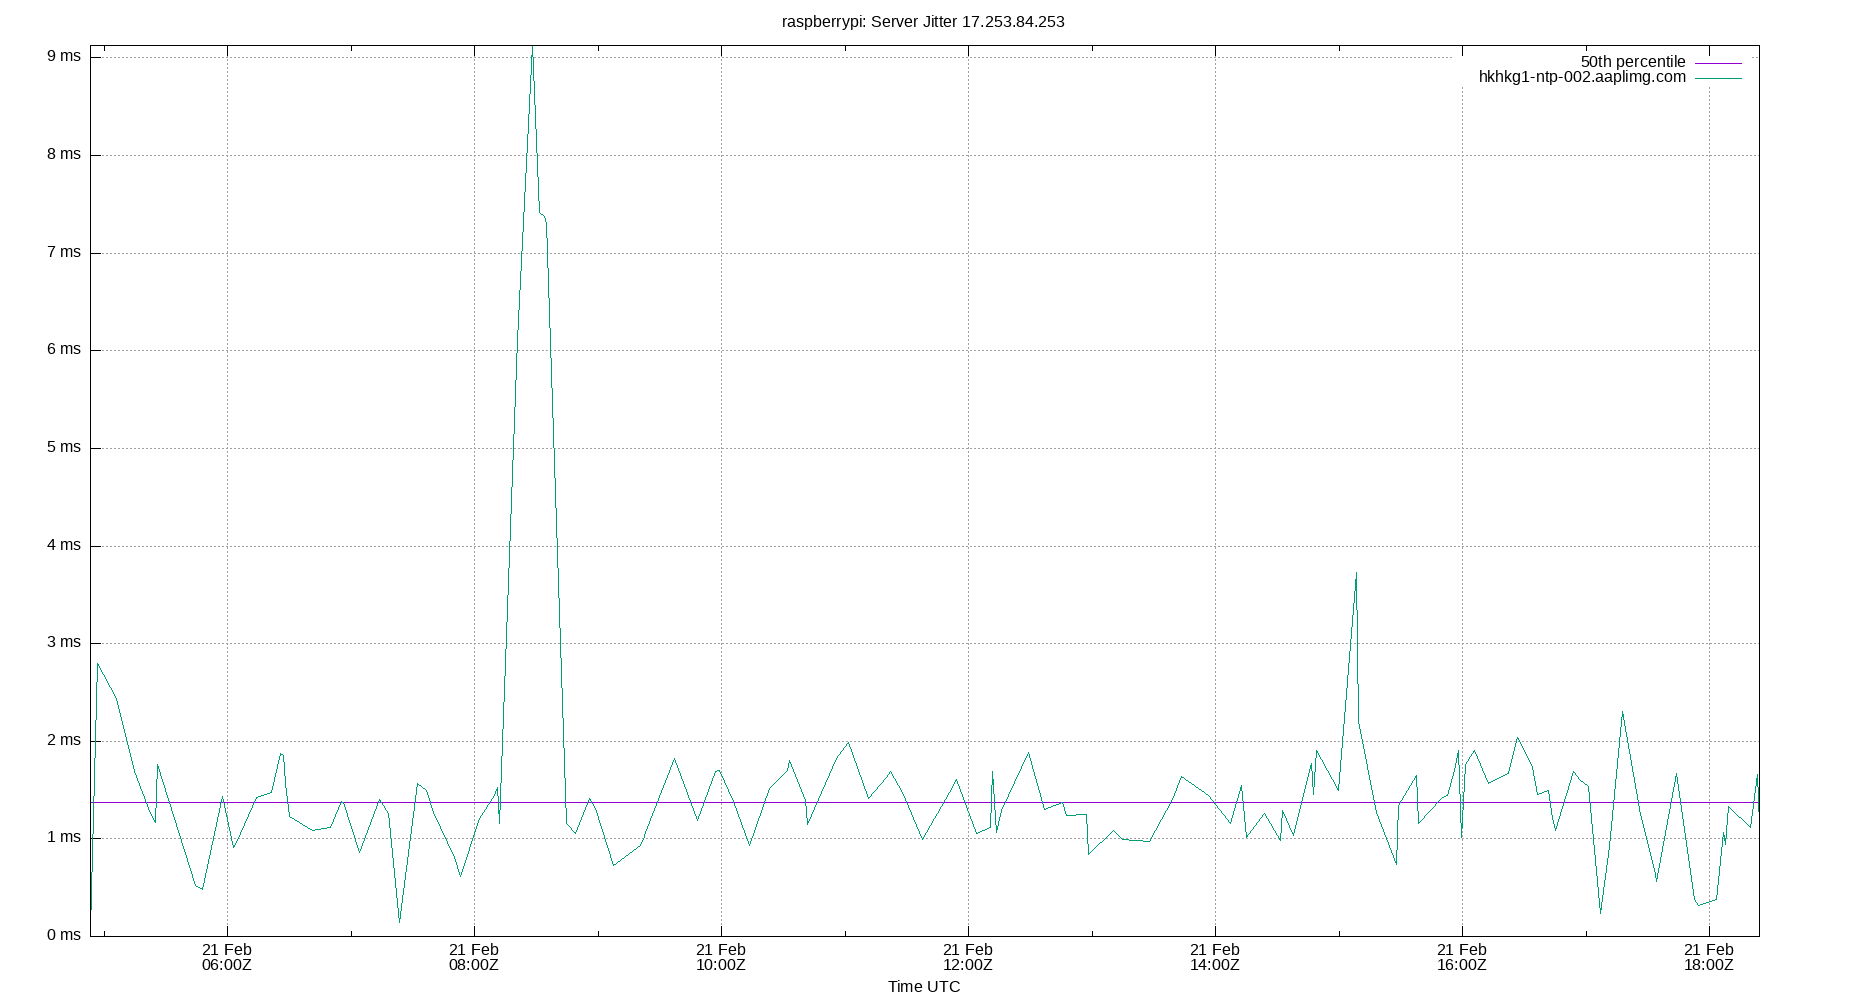 raspberrypi: Server Jitter 17.253.84.253
9 ms
8 ms
7 ms
6 ms
5 ms
4 ms
3 ms
2 ms
1 ms
0 ms
50th percentile
hkhkg1-ntp-002.aaplimg.com
21 Feb 21 Feb 21 Feb 21 Feb 21 Feb 21 Feb 21 Feb
06:00Z 08:00Z 10:00Z 12:00Z 14:00Z 16:00Z 18:00Z
Time UTC